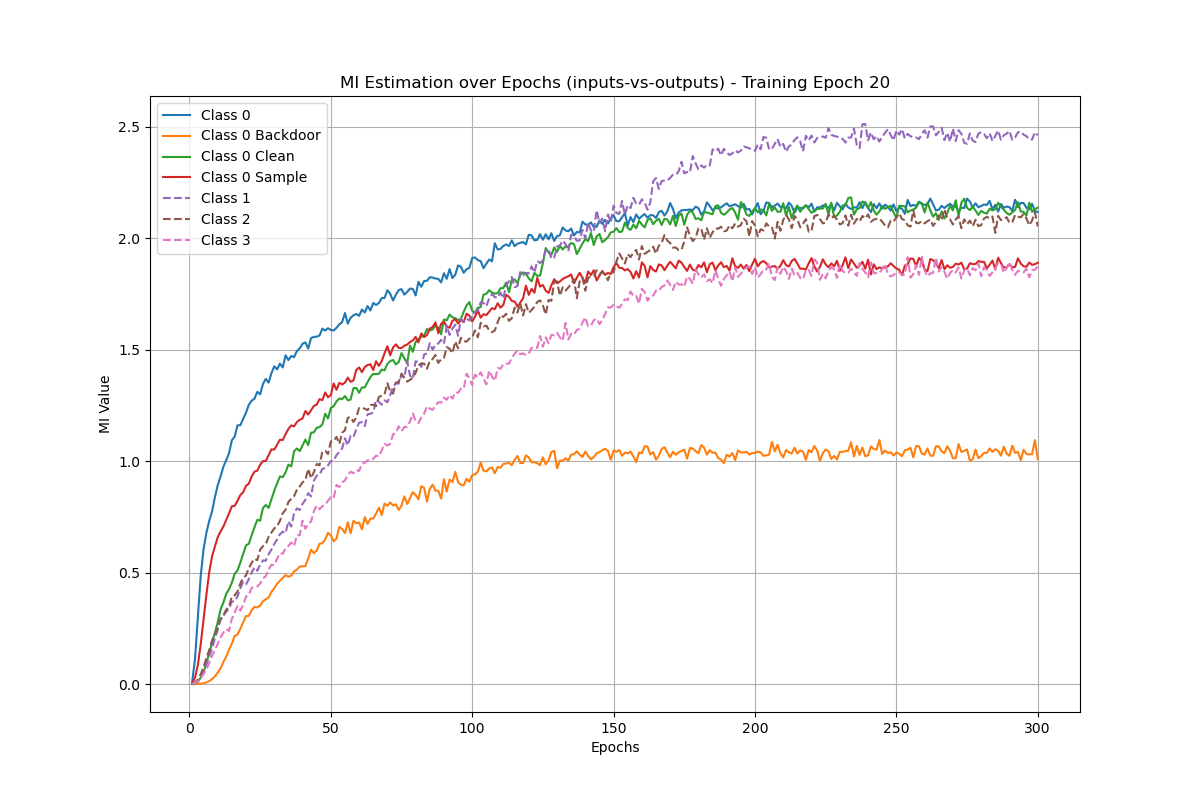 MI Estimation over Epochs (inputs-vs-outputs) - Training Epoch 20
Class 0
Class 0 Backdoor
Class 0 Clean
Class 0 Sample
Class 1
Class 2
Class 3
2.5
2.0
1.5
1.0
0.5
0.0
MI Value
0 50 100 150 200 250 300
Epochs